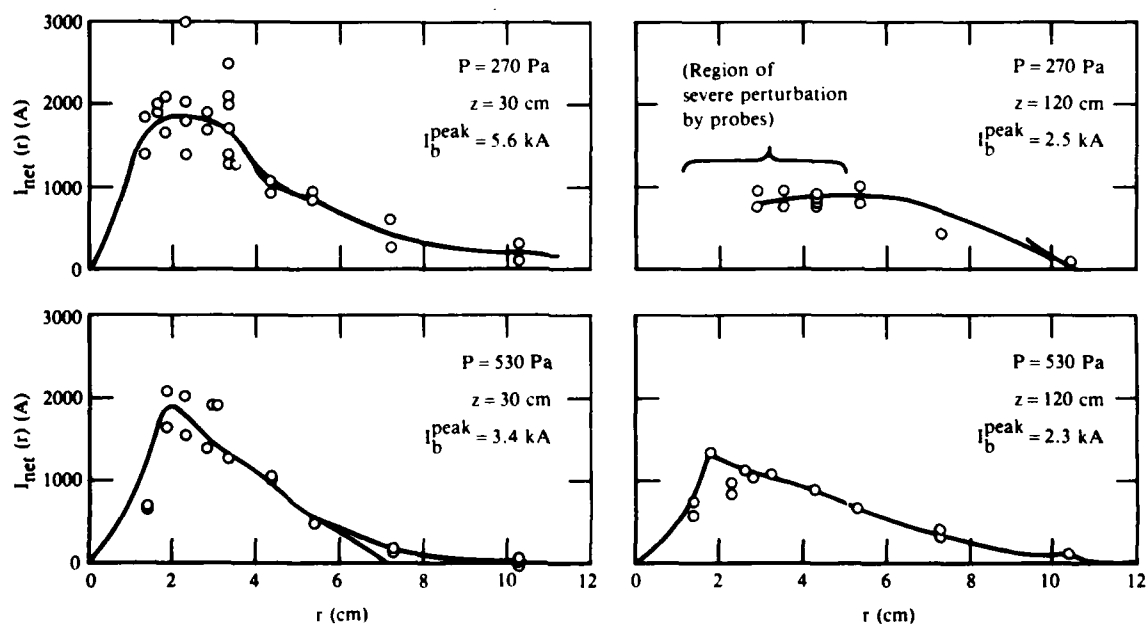 3000
2000
1000
0
I_net (r) (A)
P = 270 Pa
z = 30 cm
I_b^peak = 5.6 kA
(Region of
severe perturbation
by probes)
P = 270 Pa
z = 120 cm
I_b^peak = 2.5 kA
3000
2000
1000
0
I_net (r) (A)
P = 530 Pa
z = 30 cm
I_b^peak = 3.4 kA
0 2 4 6 8 10 12
r (cm)
P = 530 Pa
z = 120 cm
I_b^peak = 2.3 kA
0 2 4 6 8 10 12
r (cm)